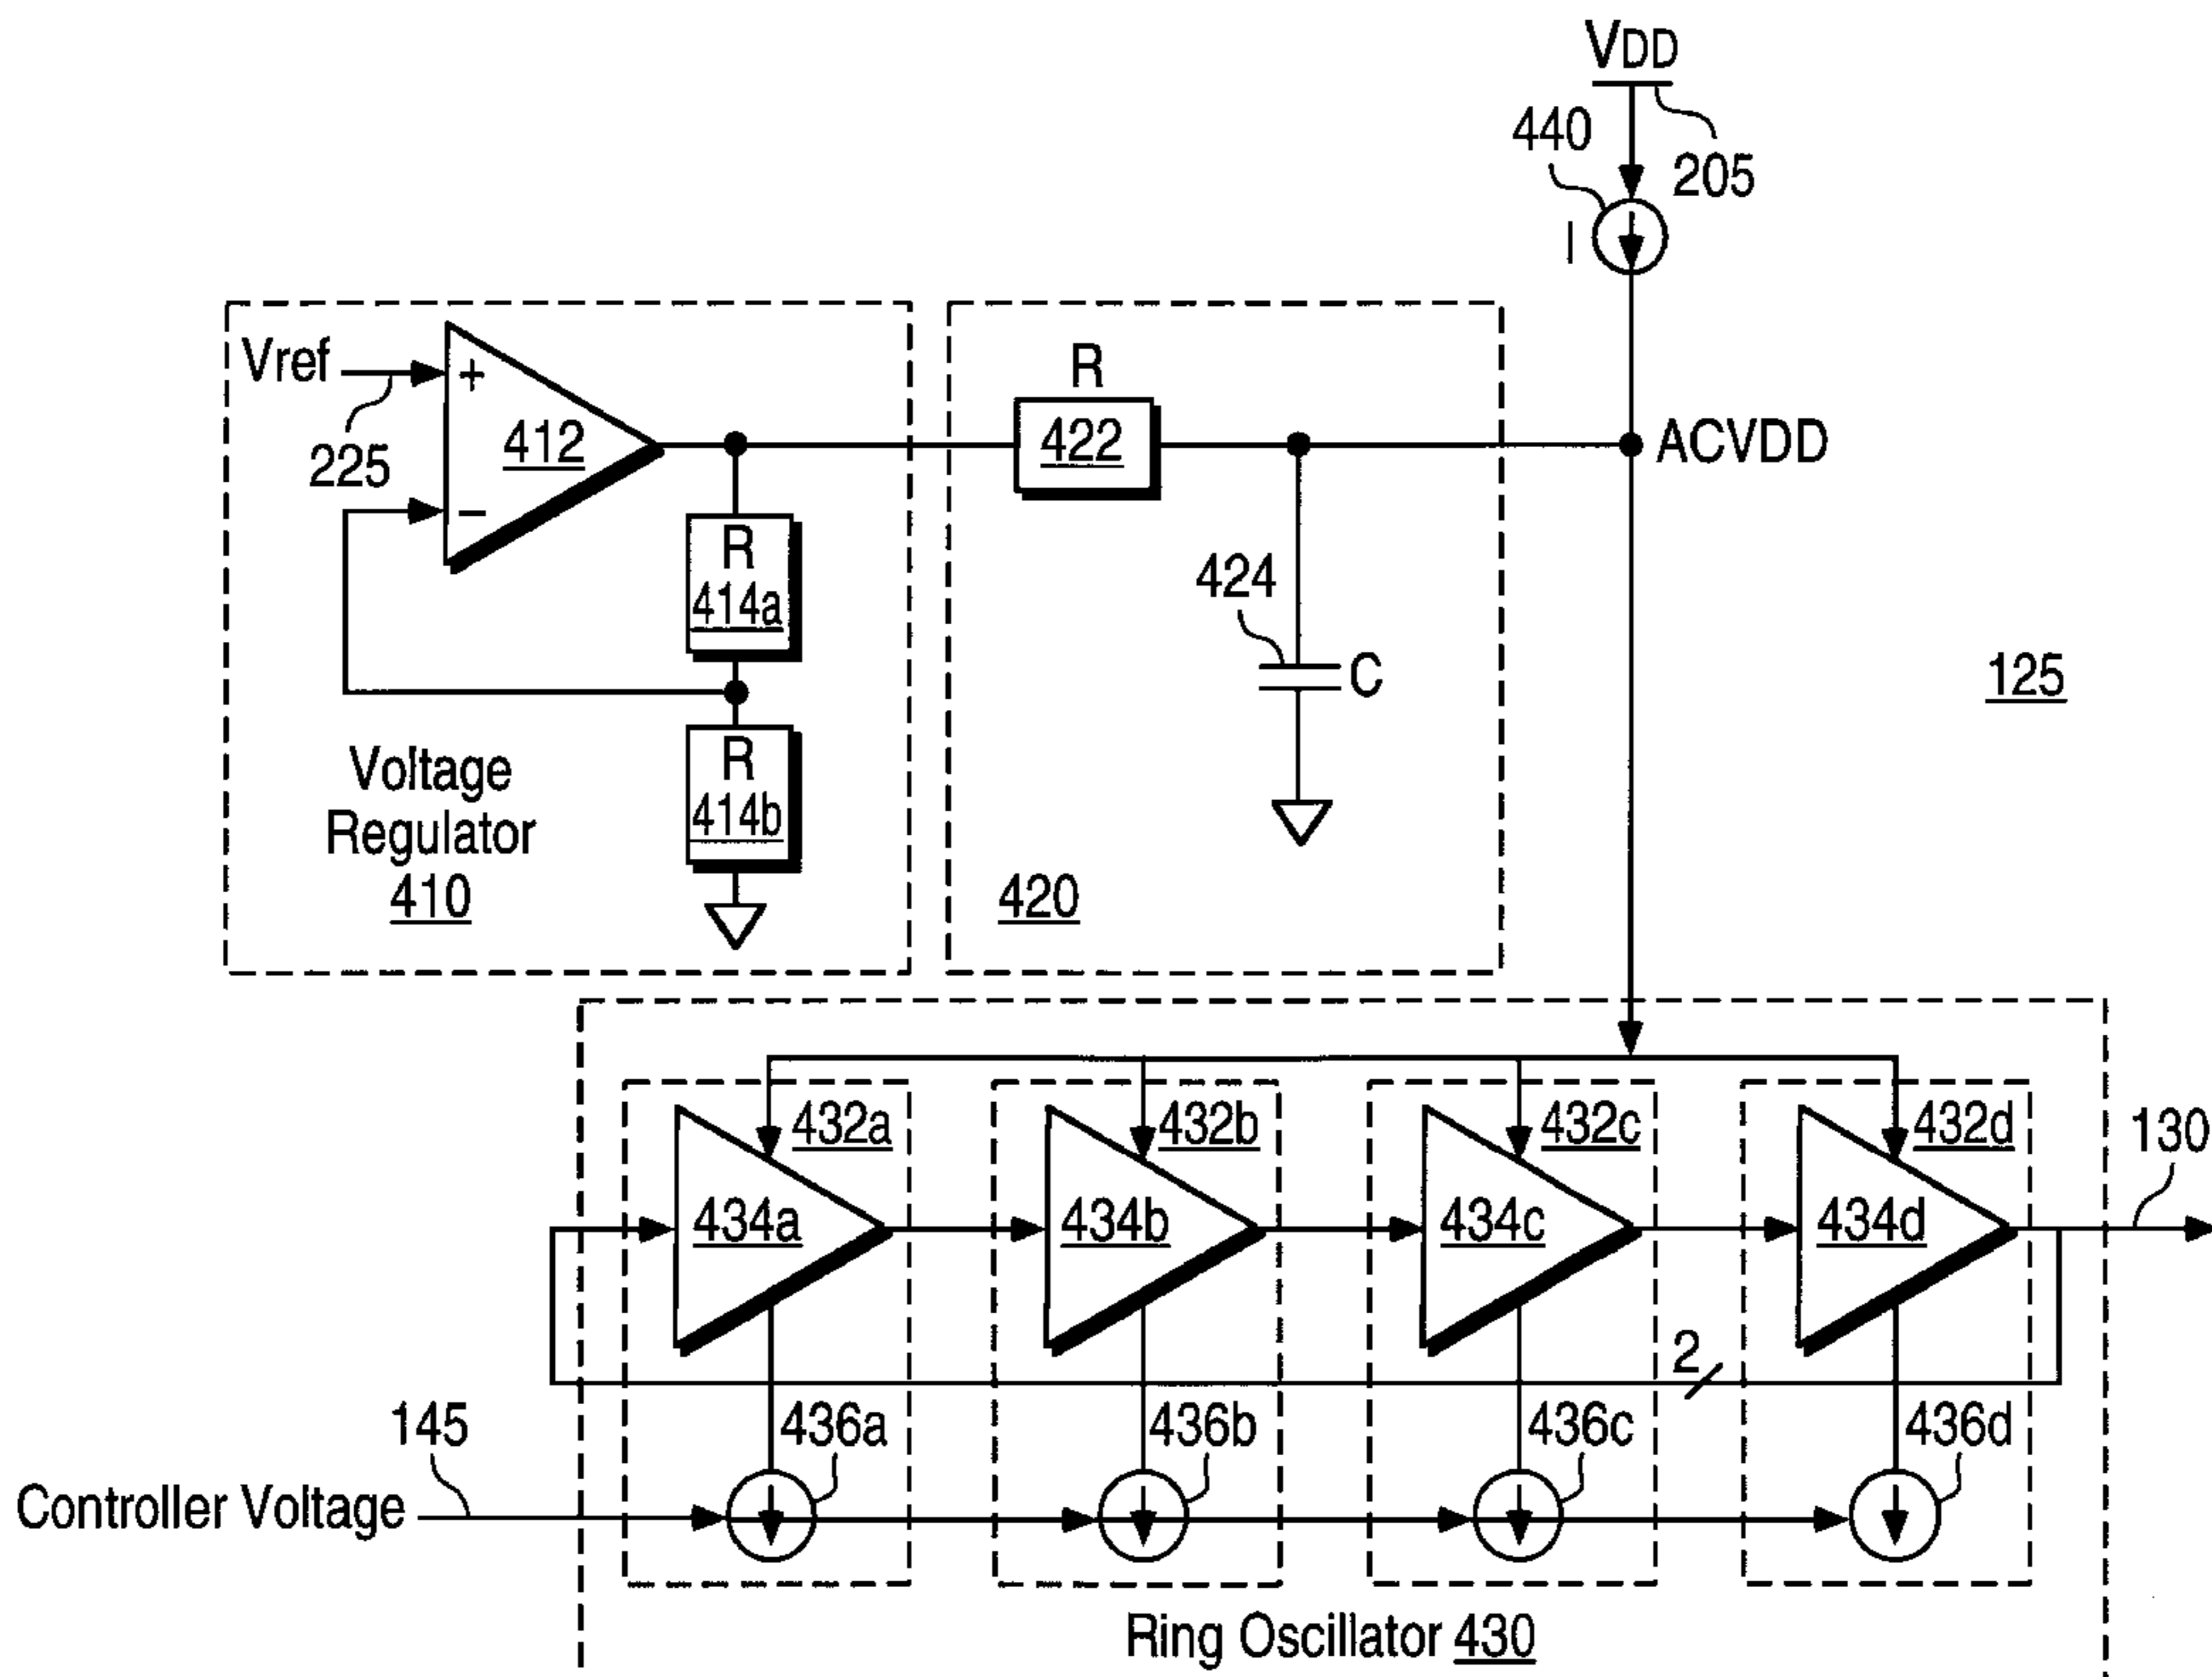 VDD
440
205
I
Vref
+
412
225
−
R
422
ACVDD
R
414a
424
C
125
R
414b
Voltage
Regulator
410
420
432a
432b
432c
432d
130
434a
434b
434c
434d
2
145
436a
436b
436c
436d
Controller Voltage
Ring Oscillator 430